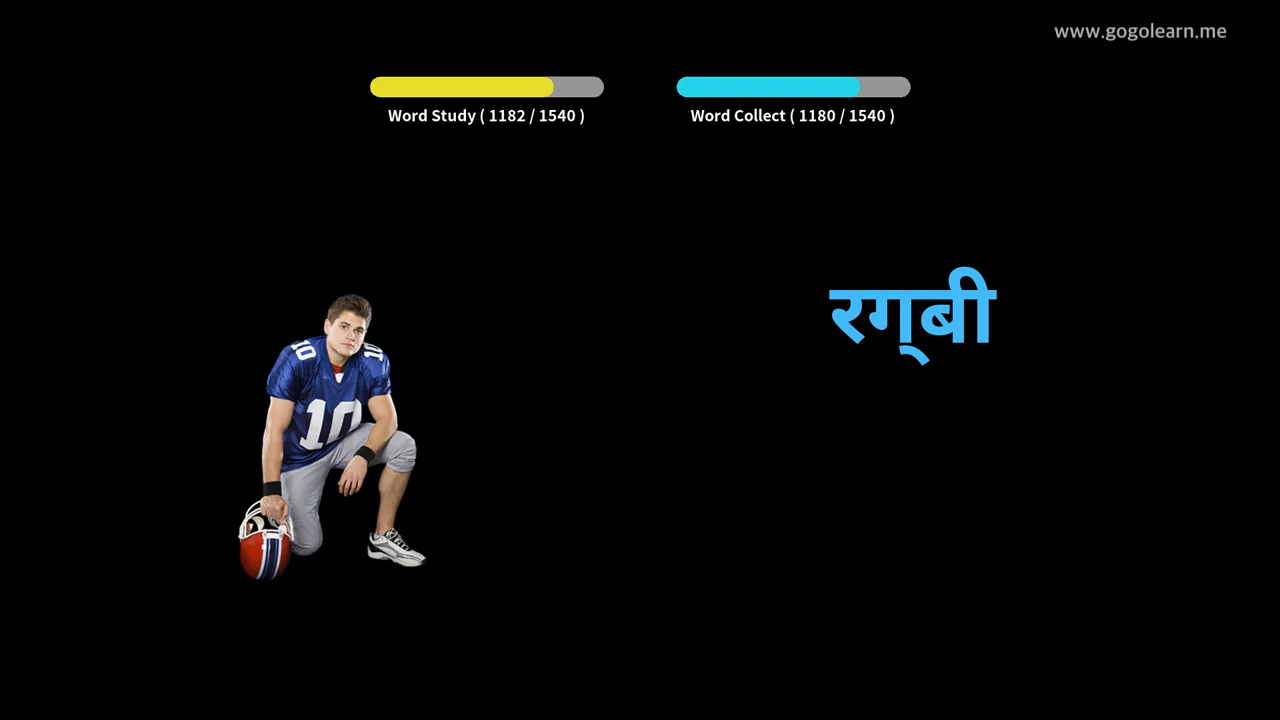 www.gogolearn.me
Word Study ( 1182 / 1540 )
Word Collect ( 1180 / 1540 )
रग्‌बी
10
10
10